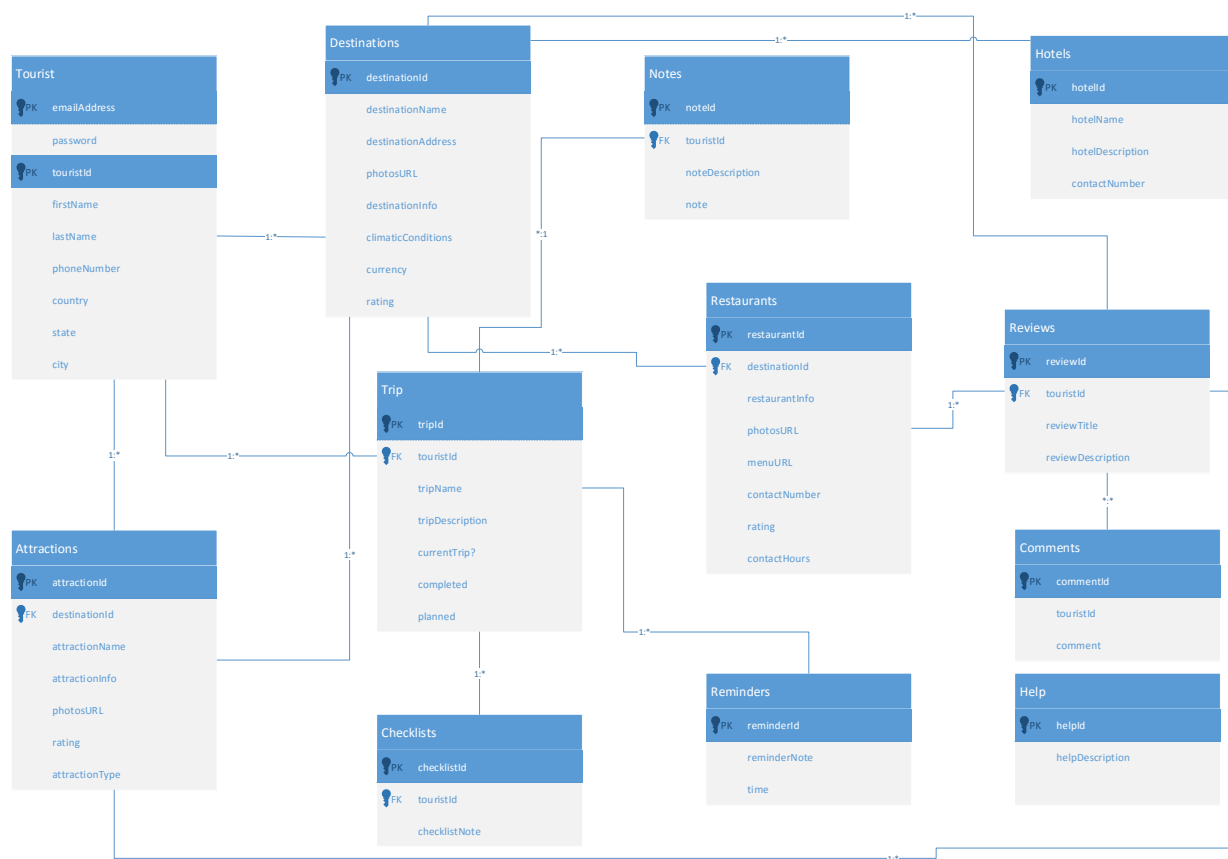 Tourist
PK emailAddress
password
PK touristId
firstName
lastName
phoneNumber
country
state
city
Destinations
PK destinationId
destinationName
destinationAddress
photosURL
destinationInfo
climaticConditions
currency
rating
Notes
PK noteId
FK touristId
noteDescription
note
Hotels
PK hotelId
hotelName
hotelDescription
contactNumber
1:*
1:*
1:*
*:1
1:*
Restaurants
PK restaurantId
FK destinationId
restaurantInfo
photosURL
menuURL
contactNumber
rating
contactHours
Reviews
PK reviewId
FK touristId
reviewTitle
reviewDescription
1:*
Trip
PK tripId
FK touristId
tripName
tripDescription
currentTrip?
completed
planned
1:*
1:*
1:*
*:*
Attractions
PK attractionId
FK destinationId
attractionName
attractionInfo
photosURL
rating
attractionType
Comments
PK commentId
touristId
comment
1:*
1:*
Checklists
PK checklistId
FK touristId
checklistNote
Reminders
PK reminderId
reminderNote
time
Help
PK helpId
helpDescription
1:*